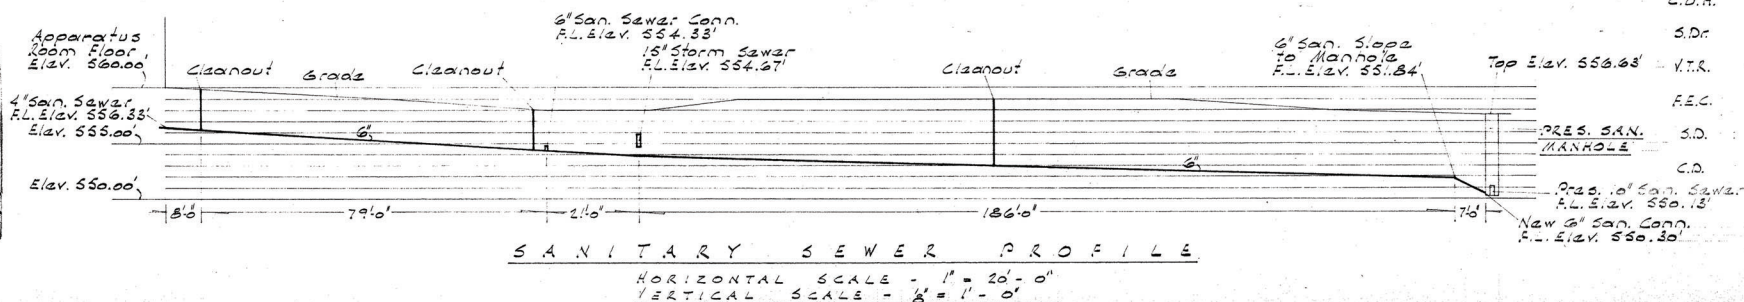 Apparatus
Room Floor
Elev. 560.00'
4" San. Sewer
F.L. Elev. 556.33'
Elev. 555.00'
Elev. 550.00'
Cleanout
Grade
Cleanout
6" San. Sewer Conn.
F.L. Elev. 554.33'
15" Storm Sewer
F.L. Elev. 554.67'
Cleanout
Grade
6" San. Slope
to Manhole
F.L. Elev. 551.84'
Top Elev. 556.63'
6"
6"
PRES. SAN.
MANHOLE
Pres. 10" San. Sewer
F.L. Elev. 550.13'
New 6" San. Conn.
F.L. Elev. 550.30'
8'-0"
79'-0"
21'-0"
186'-0"
7'-0"
SANITARY SEWER PROFILE
HORIZONTAL SCALE - 1" = 20'-0"
VERTICAL SCALE - 1/8" = 1'-0"
S.Dr.
V.T.R.
F.E.C.
S.D.
C.D.